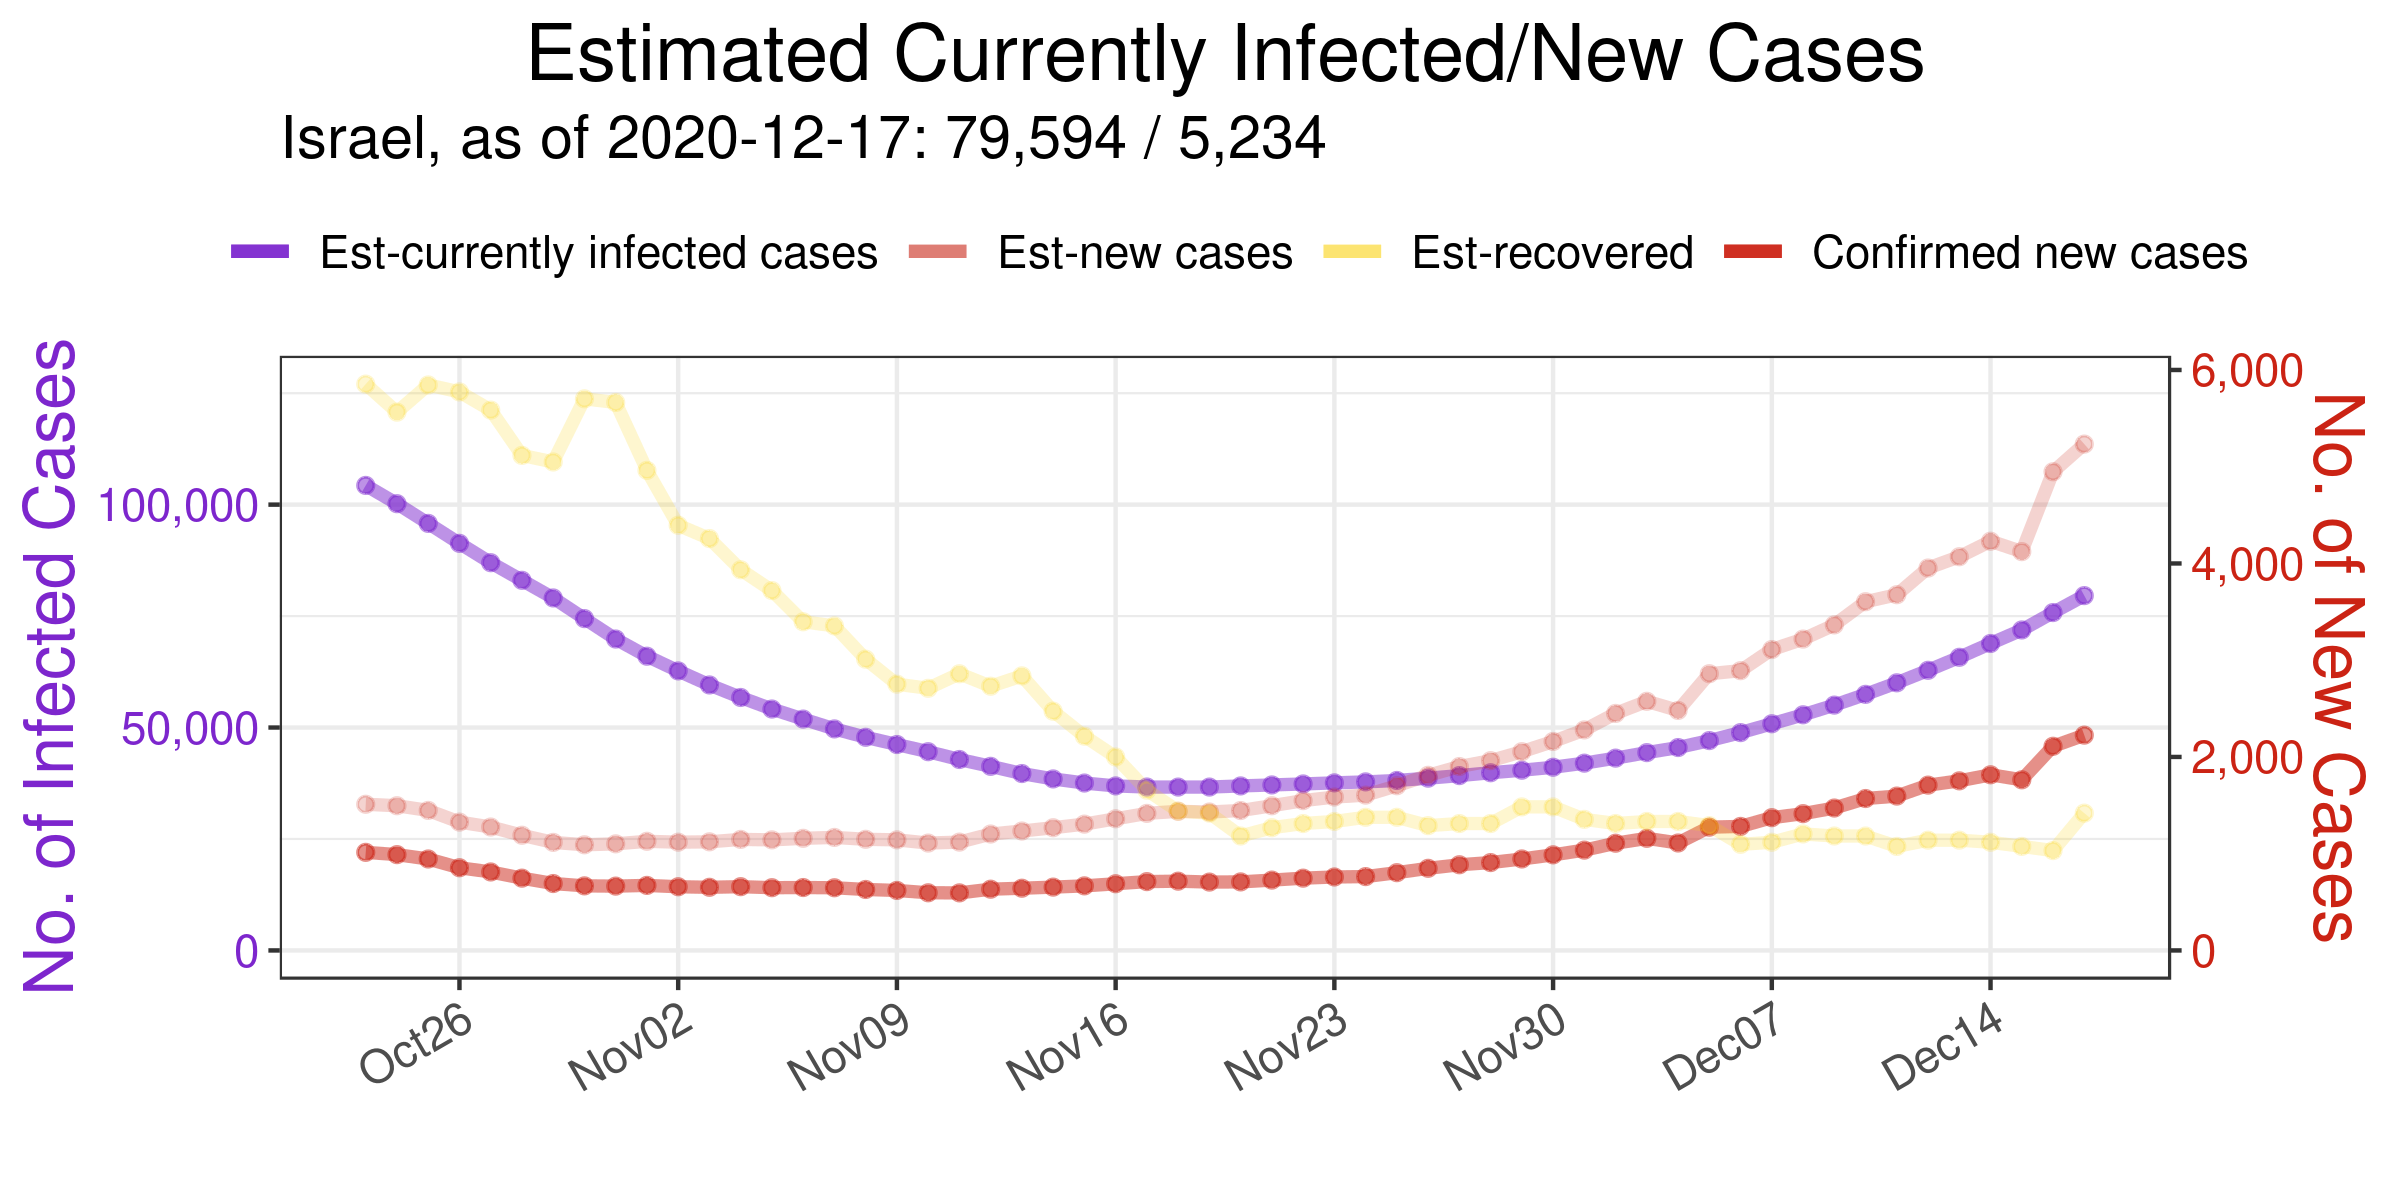 Estimated Currently Infected/New Cases
Israel, as of 2020-12-17: 79,594 / 5,234
Est-currently infected cases Est-new cases Est-recovered Confirmed new cases
No. of Infected Cases
100,000
50,000
0
6,000
4,000
2,000
0
No. of New Cases
Oct26 Nov02 Nov09 Nov16 Nov23 Nov30 Dec07 Dec14